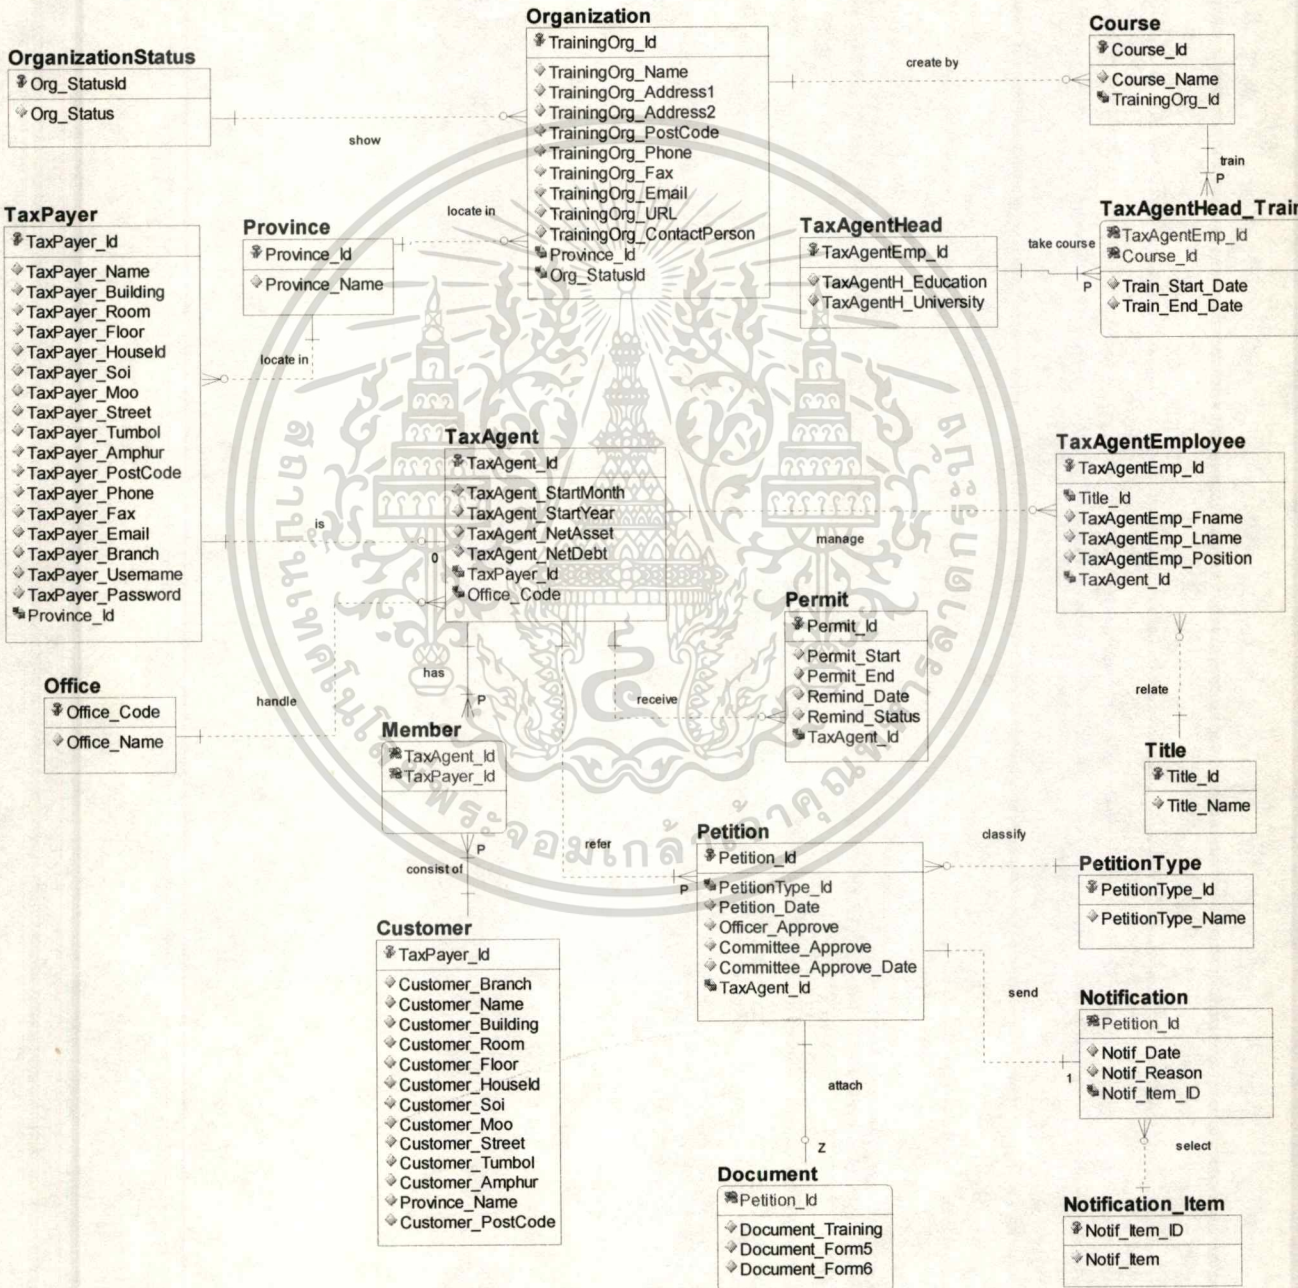 Organization
TrainingOrg_Id
TrainingOrg_Name
TrainingOrg_Address1
TrainingOrg_Address2
TrainingOrg_PostCode
TrainingOrg_Phone
TrainingOrg_Fax
TrainingOrg_Email
TrainingOrg_URL
TrainingOrg_ContactPerson
Province_Id
Org_StatusId
create by
Course
Course_Id
Course_Name
TrainingOrg_Id
OrganizationStatus
Org_StatusId
Org_Status
show
train
P
TaxPayer
TaxPayer_Id
TaxPayer_Name
TaxPayer_Building
TaxPayer_Room
TaxPayer_Floor
TaxPayer_HouseId
TaxPayer_Soi
TaxPayer_Moo
TaxPayer_Street
TaxPayer_Tumbol
TaxPayer_Amphur
TaxPayer_PostCode
TaxPayer_Phone
TaxPayer_Fax
TaxPayer_Email
TaxPayer_Branch
TaxPayer_Username
TaxPayer_Password
Province_Id
Province
Province_Id
Province_Name
locate in
locate in
TaxAgentHead
TaxAgentEmp_Id
TaxAgentH_Education
TaxAgentH_University
take course
P
TaxAgentHead_Train
TaxAgentEmp_Id
Course_Id
Train_Start_Date
Train_End_Date
TaxAgent
TaxAgent_Id
TaxAgent_StartMonth
TaxAgent_StartYear
TaxAgent_NetAsset
TaxAgent_NetDebt
TaxPayer_Id
Office_Code
is
0
manage
TaxAgentEmployee
TaxAgentEmp_Id
Title_Id
TaxAgentEmp_Fname
TaxAgentEmp_Lname
TaxAgentEmp_Position
TaxAgent_Id
Permit
Permit_Id
Permit_Start
Permit_End
Remind_Date
Remind_Status
TaxAgent_Id
receive
relate
Title
Title_Id
Title_Name
Office
Office_Code
Office_Name
handle
has
P
Member
TaxAgent_Id
TaxPayer_Id
P
consist of
refer
P
Petition
Petition_Id
PetitionType_Id
Petition_Date
Officer_Approve
Committee_Approve
Committee_Approve_Date
TaxAgent_Id
classify
PetitionType
PetitionType_Id
PetitionType_Name
Customer
TaxPayer_Id
Customer_Branch
Customer_Name
Customer_Building
Customer_Room
Customer_Floor
Customer_HouseId
Customer_Soi
Customer_Moo
Customer_Street
Customer_Tumbol
Customer_Amphur
Province_Name
Customer_PostCode
send
1
Notification
Petition_Id
Notif_Date
Notif_Reason
Notif_Item_ID
attach
Z
select
Document
Petition_Id
Document_Training
Document_Form5
Document_Form6
Notification_Item
Notif_Item_ID
Notif_Item